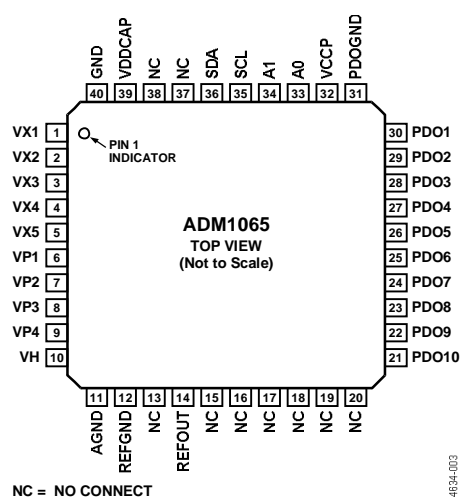 GND
VDDCAP
NC
NC
SDA
SCL
A1
A0
VCCP
PDOGND
40 39 38 37 36 35 34 33 32 31
VX1 1
VX2 2
VX3 3
VX4 4
VX5 5
VP1 6
VP2 7
VP3 8
VP4 9
VH 10
PIN 1
INDICATOR
ADM1065
TOP VIEW
(Not to Scale)
30 PDO1
29 PDO2
28 PDO3
27 PDO4
26 PDO5
25 PDO6
24 PDO7
23 PDO8
22 PDO9
21 PDO10
11 12 13 14 15 16 17 18 19 20
AGND
REFGND
NC
REFOUT
NC
NC
NC
NC
NC
NC
NC = NO CONNECT
4634-003